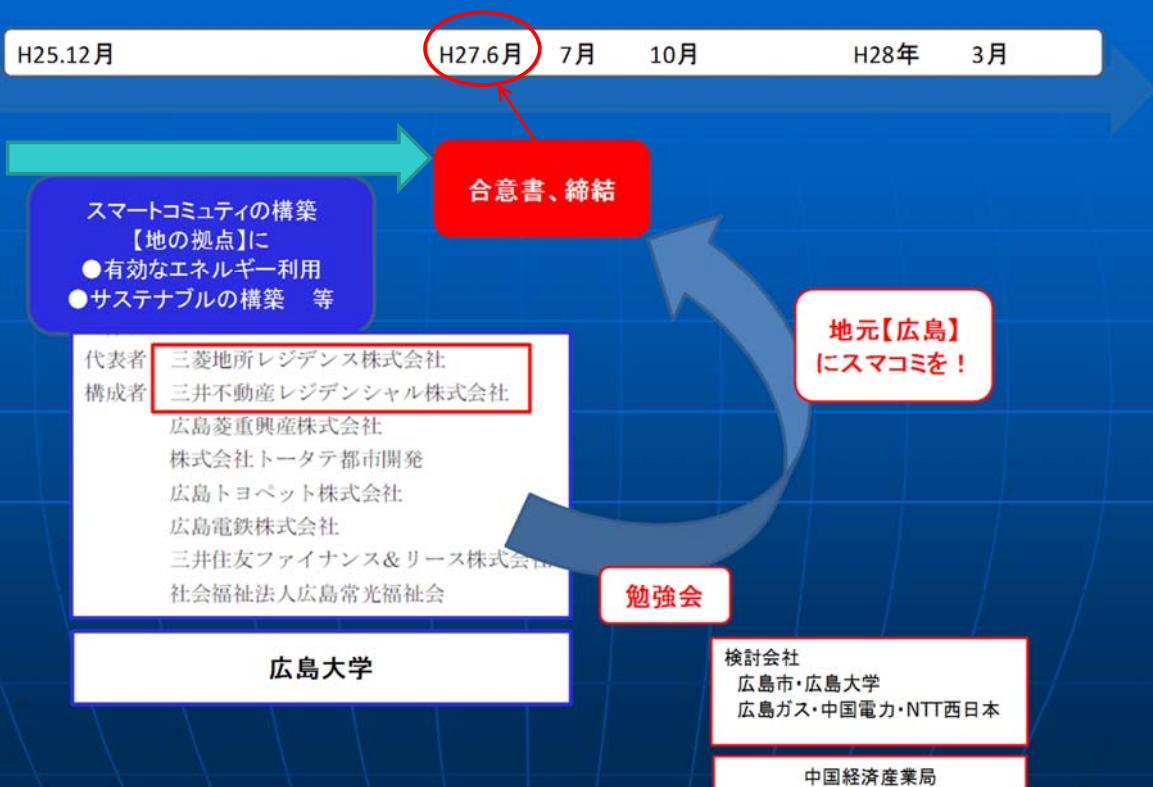 H25.12月 H27.6月 7月 10月 H28年 3月
合意書、締結
スマートコミュティの構築
【地の拠点】に
●有効なエネルギー利用
●サステナブルの構築 等
代表者 三菱地所レジデンス株式会社
構成者 三井不動産レジデンシャル株式会社
広島菱重興産株式会社
株式会社トータテ都市開発
広島トヨペット株式会社
広島電鉄株式会社
三井住友ファイナンス&リース株式会社
社会福祉法人広島常光福祉会
広島大学
地元【広島】
にスマコミを！
勉強会
検討会社
広島市・広島大学
広島ガス・中国電力・NTT西日本
中国経済産業局